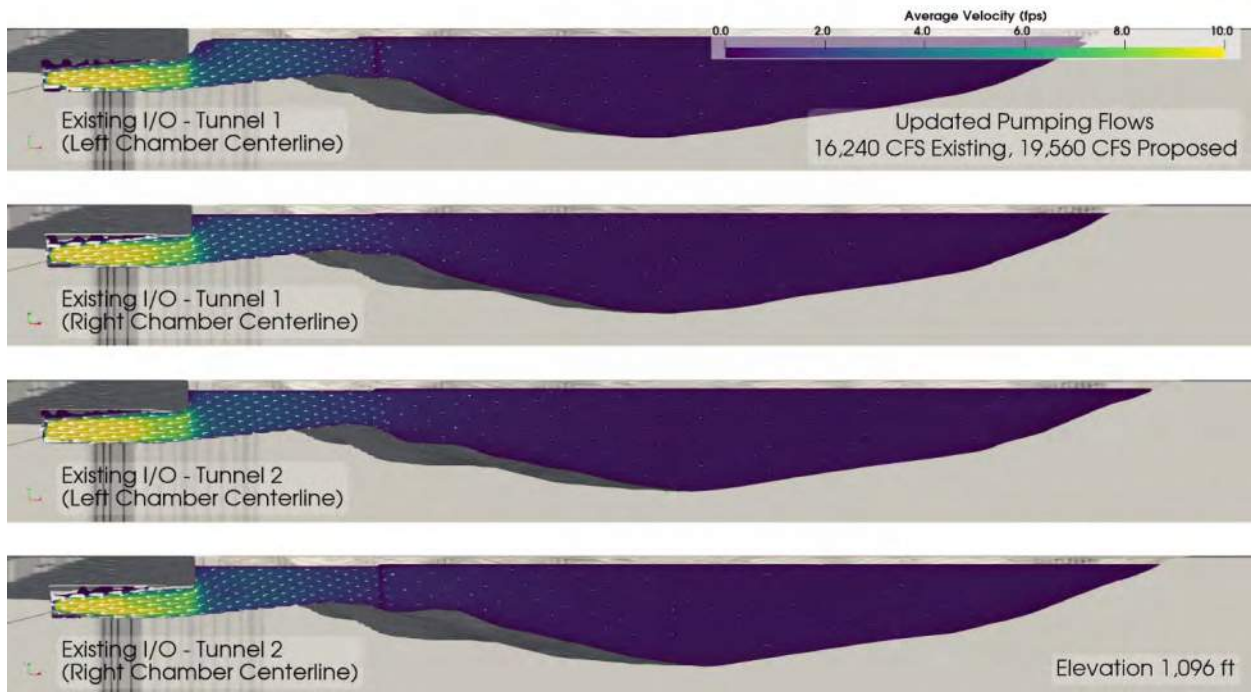 Average Velocity (fps)
0.0 2.0 4.0 6.0 8.0 10.0
Existing I/O - Tunnel 1
(Left Chamber Centerline)
Updated Pumping Flows
16,240 CFS Existing, 19,560 CFS Proposed
Existing I/O - Tunnel 1
(Right Chamber Centerline)
Existing I/O - Tunnel 2
(Left Chamber Centerline)
Existing I/O - Tunnel 2
(Right Chamber Centerline)
Elevation 1,096 ft